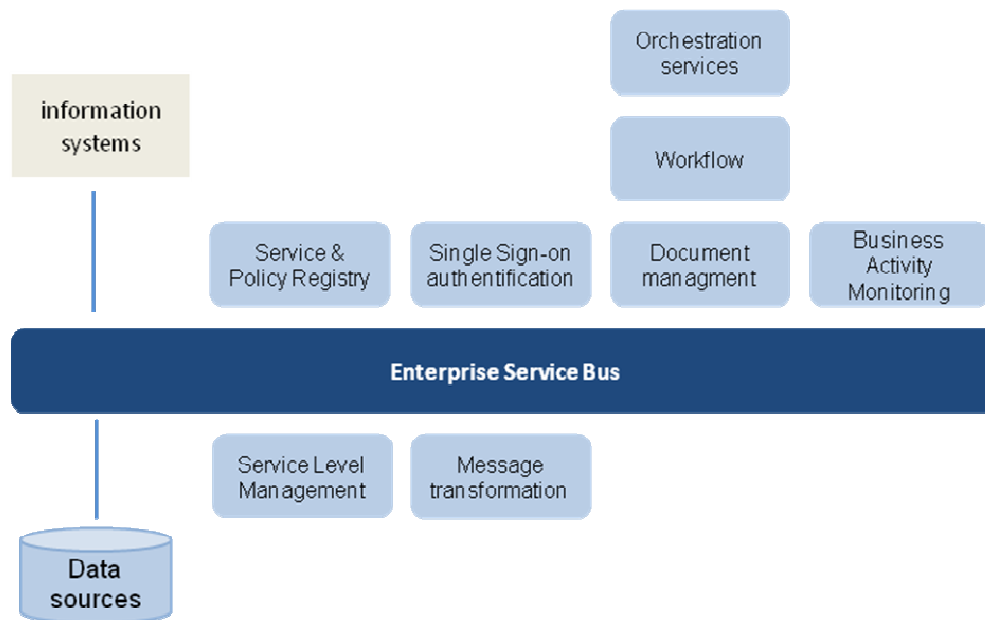 Orchestration
services
information
systems
Workflow
Service &
Policy Registry
Single Sign-on
authentification
Document
managment
Business
Activity
Monitoring
Enterprise Service Bus
Service Level
Management
Message
transformation
Data
sources